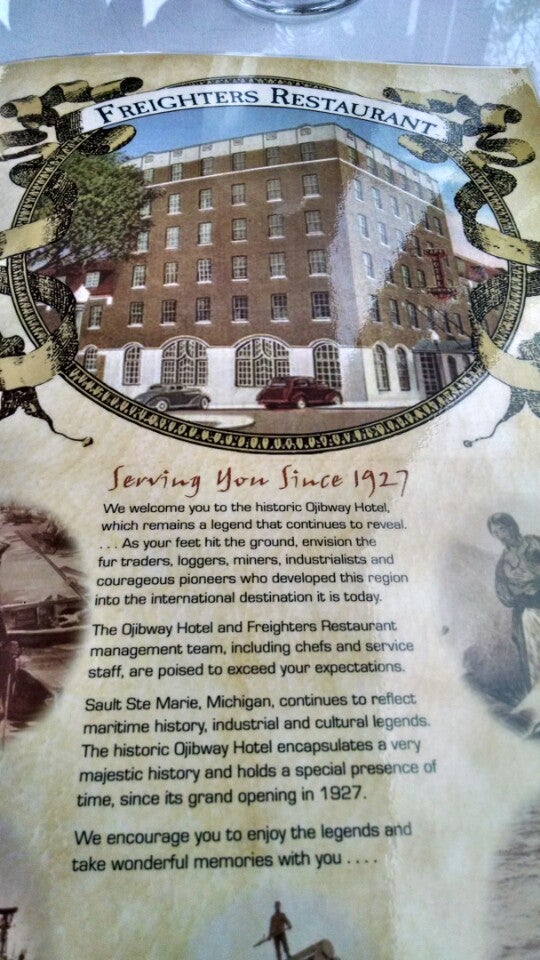 FREIGHTERS RESTAURANT
Serving You Since 1927
We welcome you to the historic Ojibway Hotel,
which remains a legend that continues to reveal.
. . . As your feet hit the ground, envision the
fur traders, loggers, miners, industrialists and
courageous pioneers who developed this region
into the international destination it is today.
The Ojibway Hotel and Freighters Restaurant
management team, including chefs and service
staff, are poised to exceed your expectations.
Sault Ste Marie, Michigan, continues to reflect
maritime history, industrial and cultural legends.
The historic Ojibway Hotel encapsulates a very
majestic history and holds a special presence of
time, since its grand opening in 1927.
We encourage you to enjoy the legends and
take wonderful memories with you . . . .